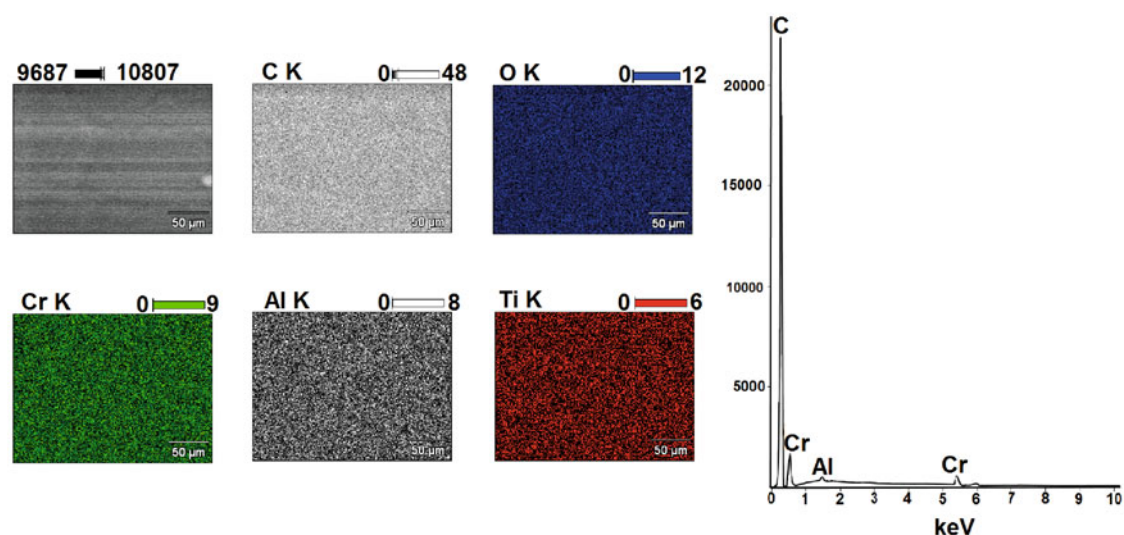 9687 10807
50 µm
C K 0 48
50 µm
O K 0 12
50 µm
Cr K 0 9
50 µm
Al K 0 8
50 µm
Ti K 0 6
50 µm
C
20000
15000
10000
5000
Cr
Al
Cr
0 1 2 3 4 5 6 7 8 9 10
keV